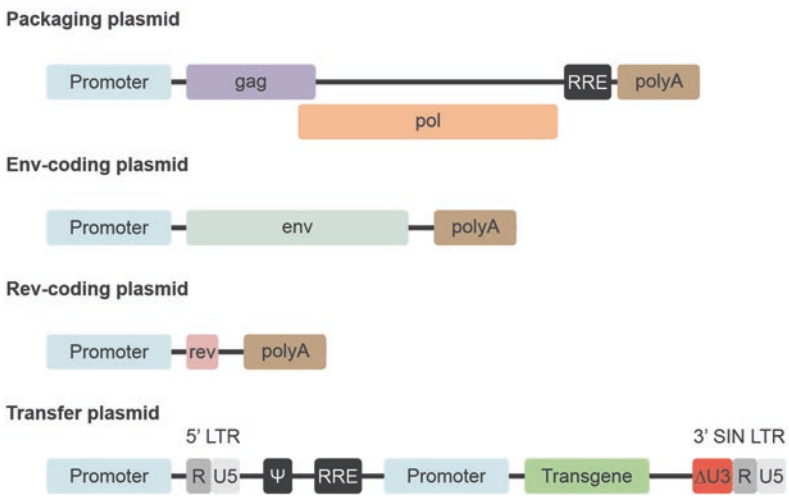 Packaging plasmid
Promoter gag RRE polyA
pol
Env-coding plasmid
Promoter env polyA
Rev-coding plasmid
Promoter rev polyA
Transfer plasmid
5' LTR 3' SIN LTR
Promoter R U5 Ψ RRE Promoter Transgene ΔU3 R U5